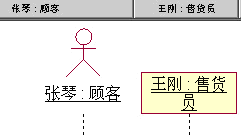 张琴 : 顾客
王刚 : 售货员
张琴 : 顾客
王刚 : 售货
员